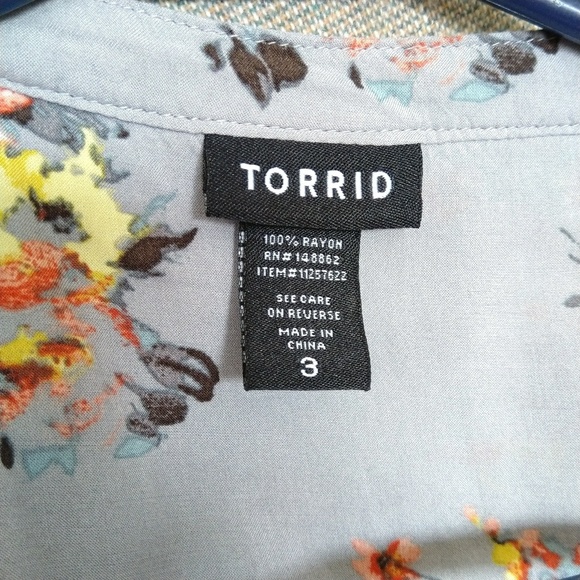 TORRID
100% RAYON
RN# 148862
ITEM# 11257622
SEE CARE
ON REVERSE
MADE IN
CHINA
3